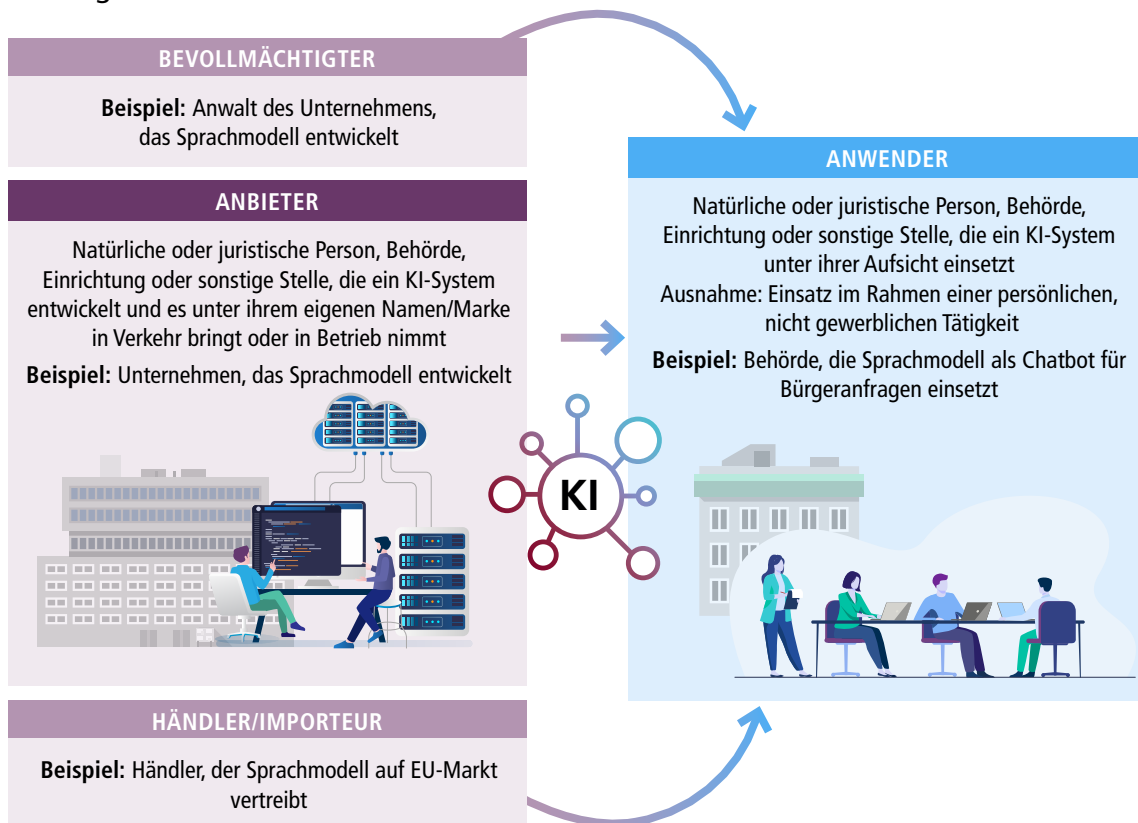 BEVOLLMÄCHTIGTER
Beispiel: Anwalt des Unternehmens,
das Sprachmodell entwickelt
ANBIETER
Natürliche oder juristische Person, Behörde,
Einrichtung oder sonstige Stelle, die ein KI-System
entwickelt und es unter ihrem eigenen Namen/Marke
in Verkehr bringt oder in Betrieb nimmt
Beispiel: Unternehmen, das Sprachmodell entwickelt
HÄNDLER/IMPORTEUR
Beispiel: Händler, der Sprachmodell auf EU-Markt
vertreibt
KI
ANWENDER
Natürliche oder juristische Person, Behörde,
Einrichtung oder sonstige Stelle, die ein KI-System
unter ihrer Aufsicht einsetzt
Ausnahme: Einsatz im Rahmen einer persönlichen,
nicht gewerblichen Tätigkeit
Beispiel: Behörde, die Sprachmodell als Chatbot für
Bürgeranfragen einsetzt